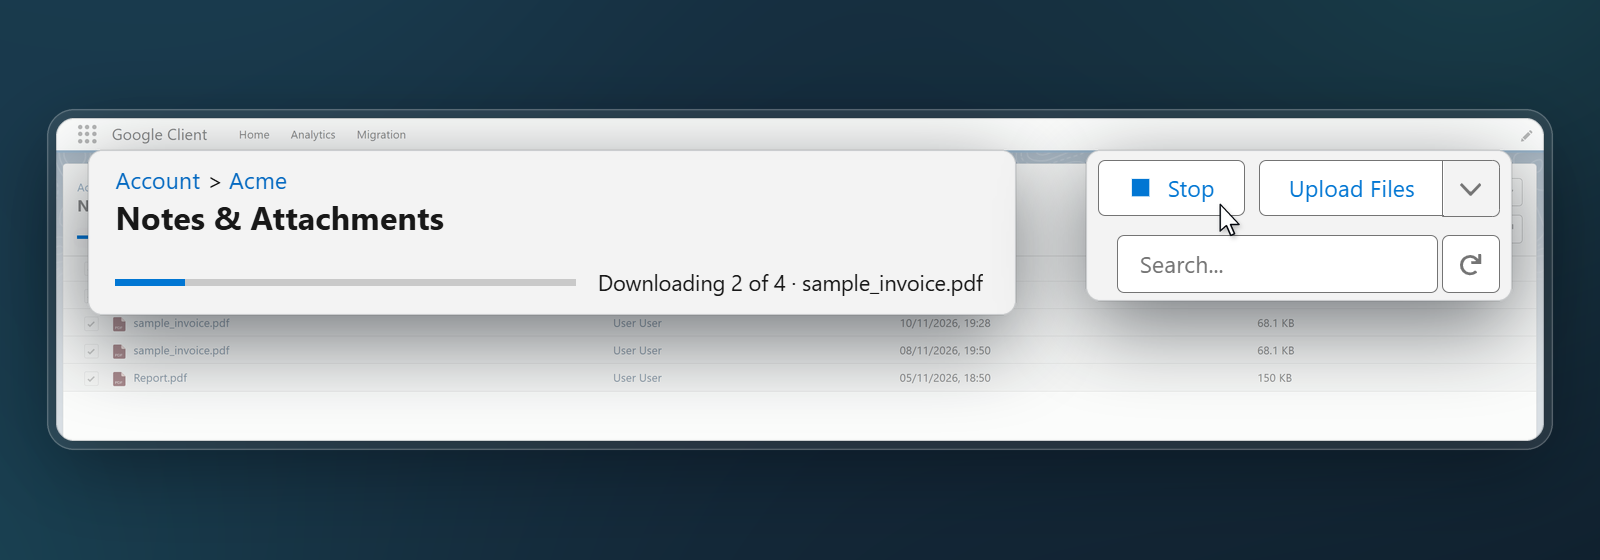 Google Client Home Analytics Migration
Account > Acme
Notes & Attachments
Downloading 2 of 4 · sample_invoice.pdf
Stop Upload Files
Search...
sample_invoice.pdf User User 10/11/2026, 19:28 68.1 KB
sample_invoice.pdf User User 08/11/2026, 19:50 68.1 KB
Report.pdf User User 05/11/2026, 18:50 150 KB